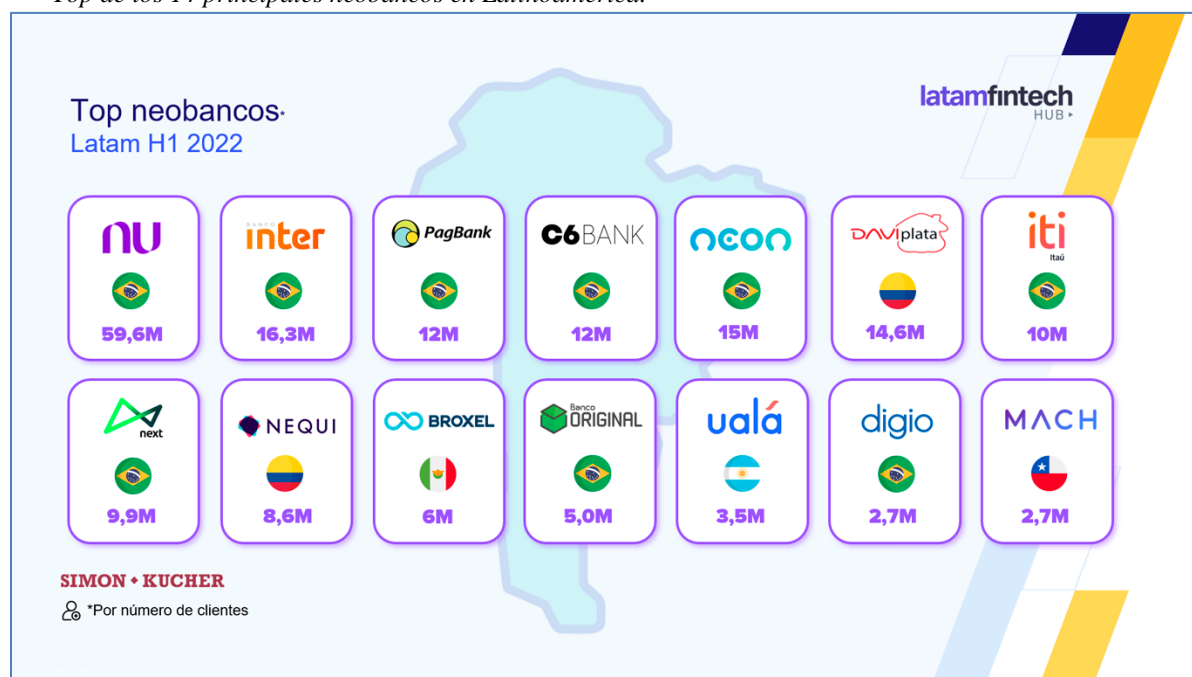 Top de los 14 principales neobancos en Latinoamérica.
Top neobancos*
Latam H1 2022
latamfintech
HUB
nu
BANCO
inter
PagBank
C6BANK
neon
DAVIplata
iti
Itaú
59,6M
16,3M
12M
12M
15M
14,6M
10M
next
NEQUI
BROXEL
Banco
ORIGINAL
ualá
digio
MACH
9,9M
8,6M
6M
5,0M
3,5M
2,7M
2,7M
SIMON • KUCHER
*Por número de clientes